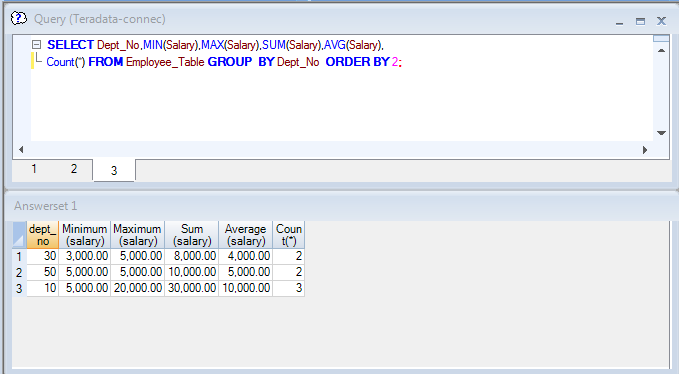 Query (Teradata-connec)
SELECT Dept_No,MIN(Salary),MAX(Salary),SUM(Salary),AVG(Salary),
Count(*) FROM Employee_Table GROUP BY Dept_No ORDER BY 2;
1 2 3
Answerset 1
dept_ Minimum Maximum Sum Average Coun
no (salary) (salary) (salary) (salary) t(*)
1 30 3,000.00 5,000.00 8,000.00 4,000.00 2
2 50 5,000.00 5,000.00 10,000.00 5,000.00 2
3 10 5,000.00 20,000.00 30,000.00 10,000.00 3